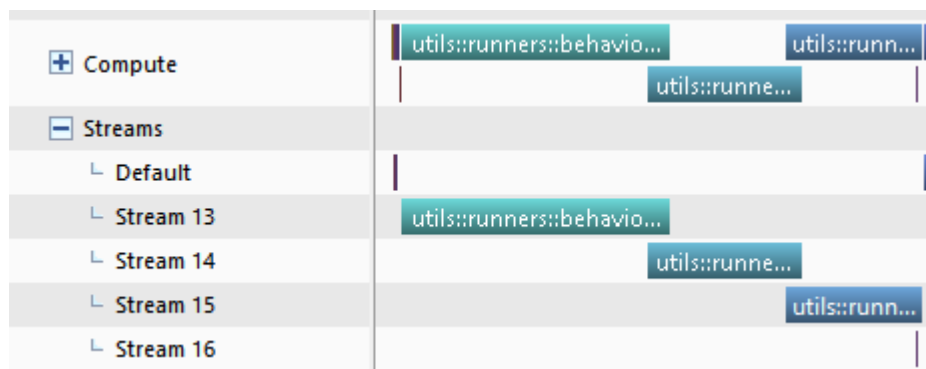 utils::runners::behavio...
utils::runn...
Compute
utils::runne...
Streams
Default
Stream 13
utils::runners::behavio...
Stream 14
utils::runne...
Stream 15
utils::runn...
Stream 16